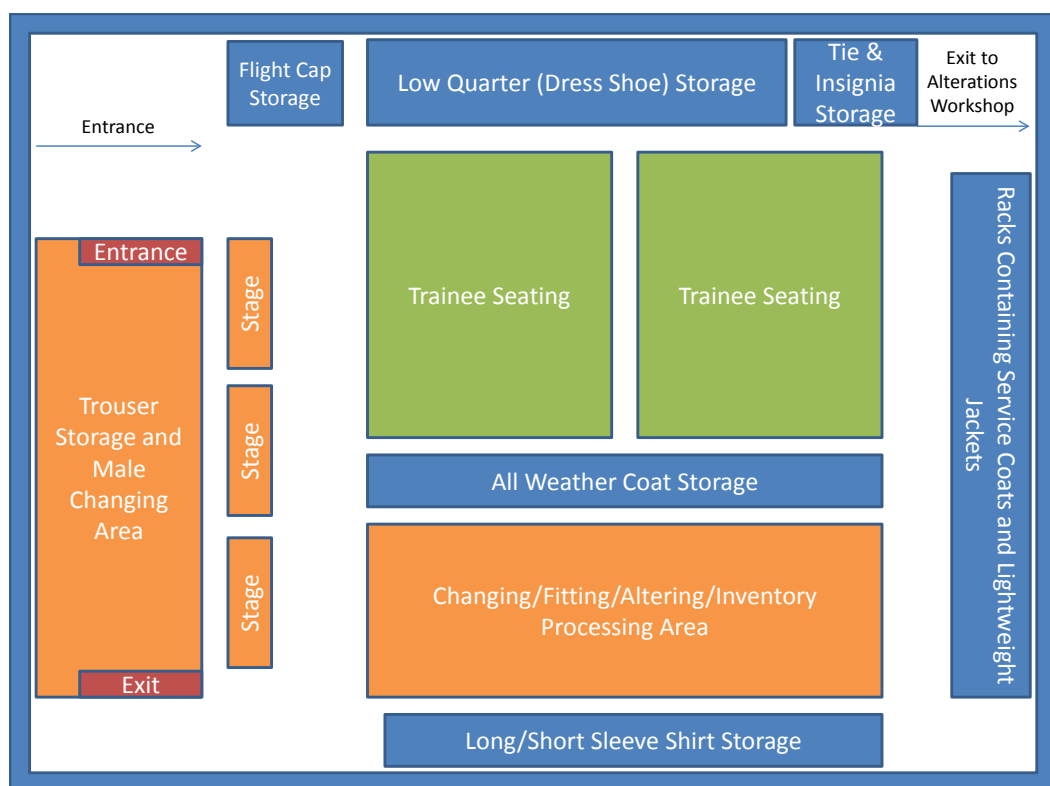 Flight Cap
Storage
Low Quarter (Dress Shoe) Storage
Tie &
Insignia
Storage
Exit to
Alterations
Workshop
Entrance
Entrance
Stage
Trainee Seating
Trainee Seating
Racks Containing Service Coats and Lightweight
Jackets
Trouser
Storage and
Male
Changing
Area
Stage
All Weather Coat Storage
Stage
Changing/Fitting/Altering/Inventory
Processing Area
Exit
Long/Short Sleeve Shirt Storage